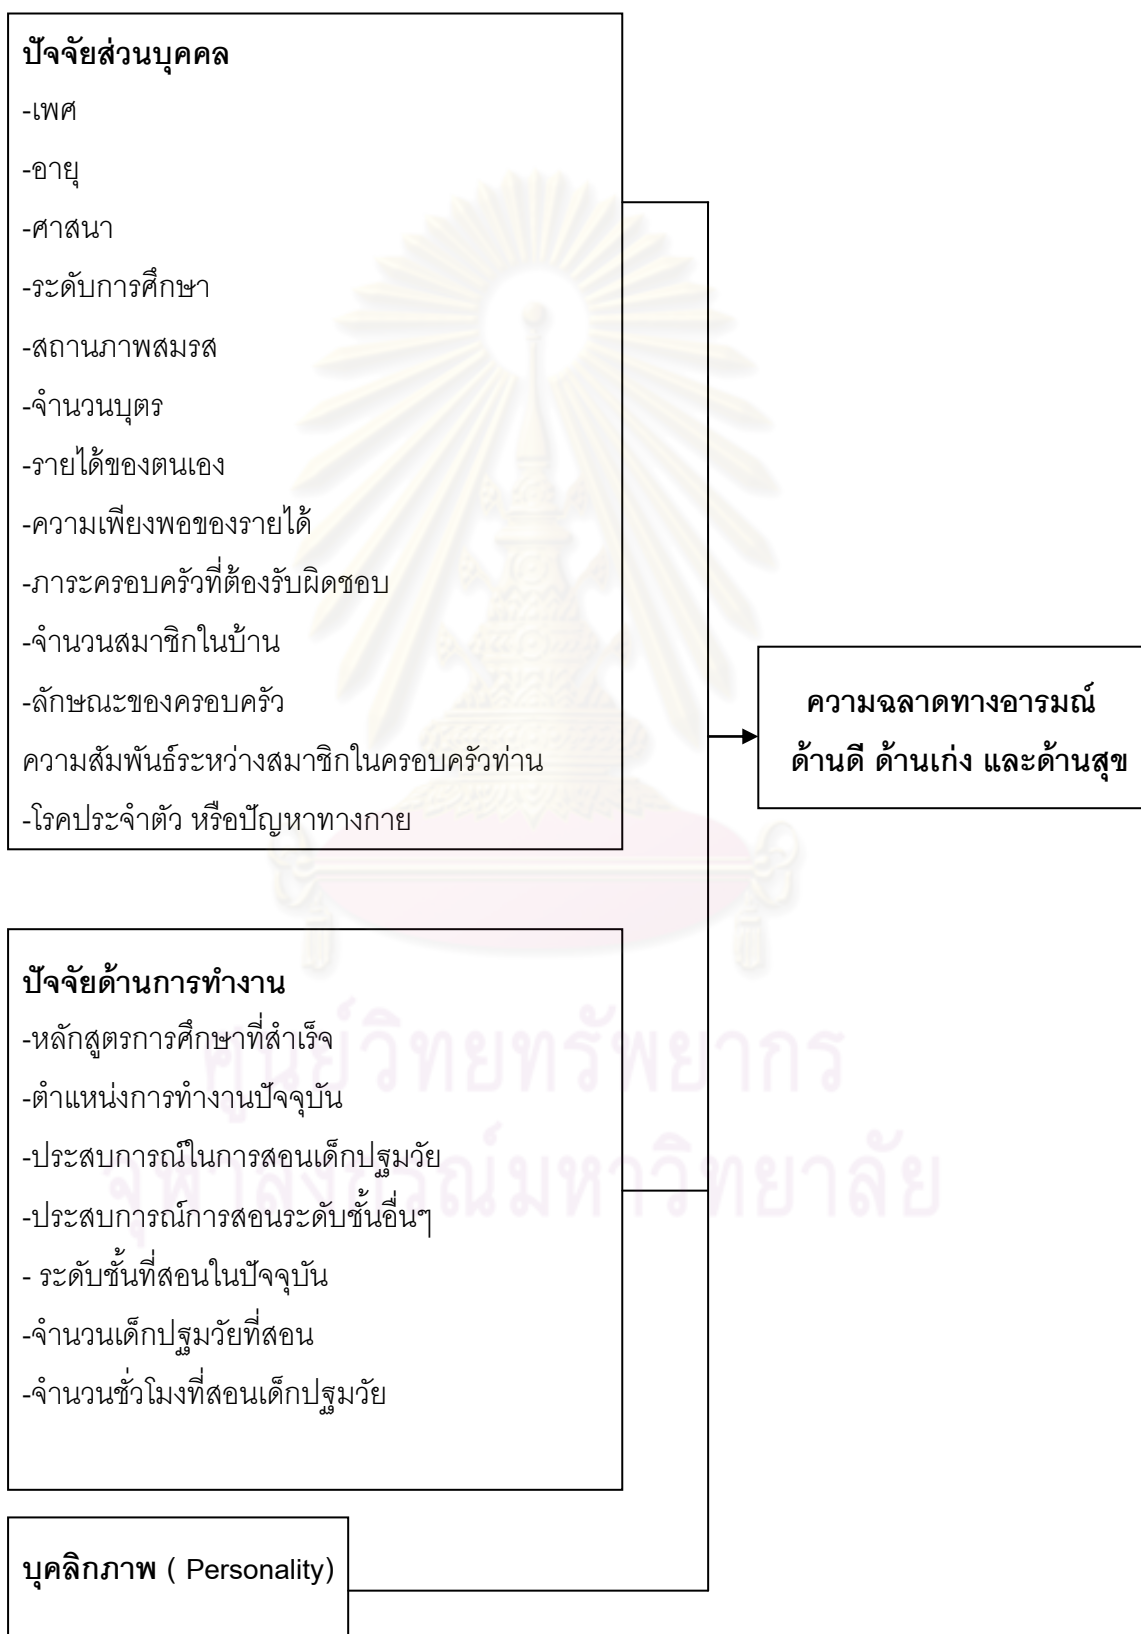 ปัจจัยส่วนบุคคล
-เพศ
-อายุ
-ศาสนา
-ระดับการศึกษา
-สถานภาพสมรส
-จำนวนบุตร
-รายได้ของตนเอง
-ความเพียงพอของรายได้
-ภาระครอบครัวที่ต้องรับผิดชอบ
-จำนวนสมาชิกในบ้าน
-ลักษณะของครอบครัว
ความสัมพันธ์ระหว่างสมาชิกในครอบครัวท่าน
-โรคประจำตัว หรือปัญหาทางกาย
ความฉลาดทางอารมณ์
ด้านดี ด้านเก่ง และด้านสุข
ปัจจัยด้านการทำงาน
-หลักสูตรการศึกษาที่สำเร็จ
-ตำแหน่งการทำงานปัจจุบัน
-ประสบการณ์ในการสอนเด็กปฐมวัย
-ประสบการณ์การสอนระดับชั้นอื่นๆ
- ระดับชั้นที่สอนในปัจจุบัน
-จำนวนเด็กปฐมวัยที่สอน
-จำนวนชั่วโมงที่สอนเด็กปฐมวัย
บุคลิกภาพ ( Personality)
ศูนย์วิทยทรัพยากร
จุฬาลงกรณ์มหาวิทยาลัย